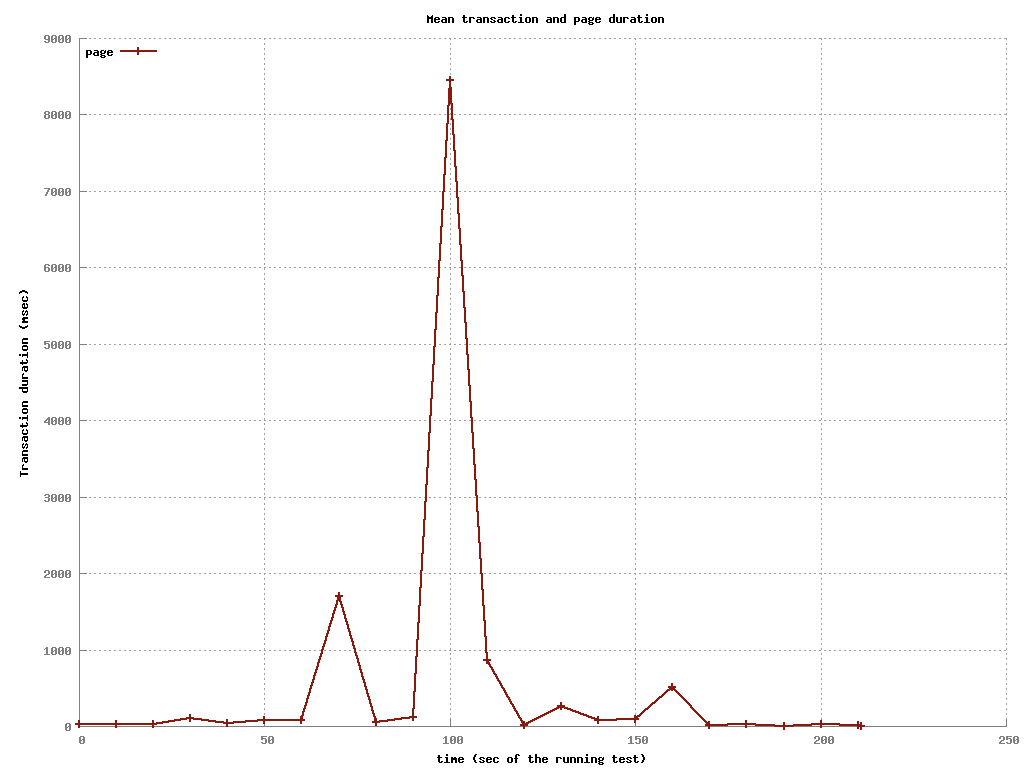 Mean transaction and page duration
page
9000
8000
7000
6000
5000
4000
3000
2000
1000
0
Transaction duration (msec)
0 50 100 150 200 250
time (sec of the running test)